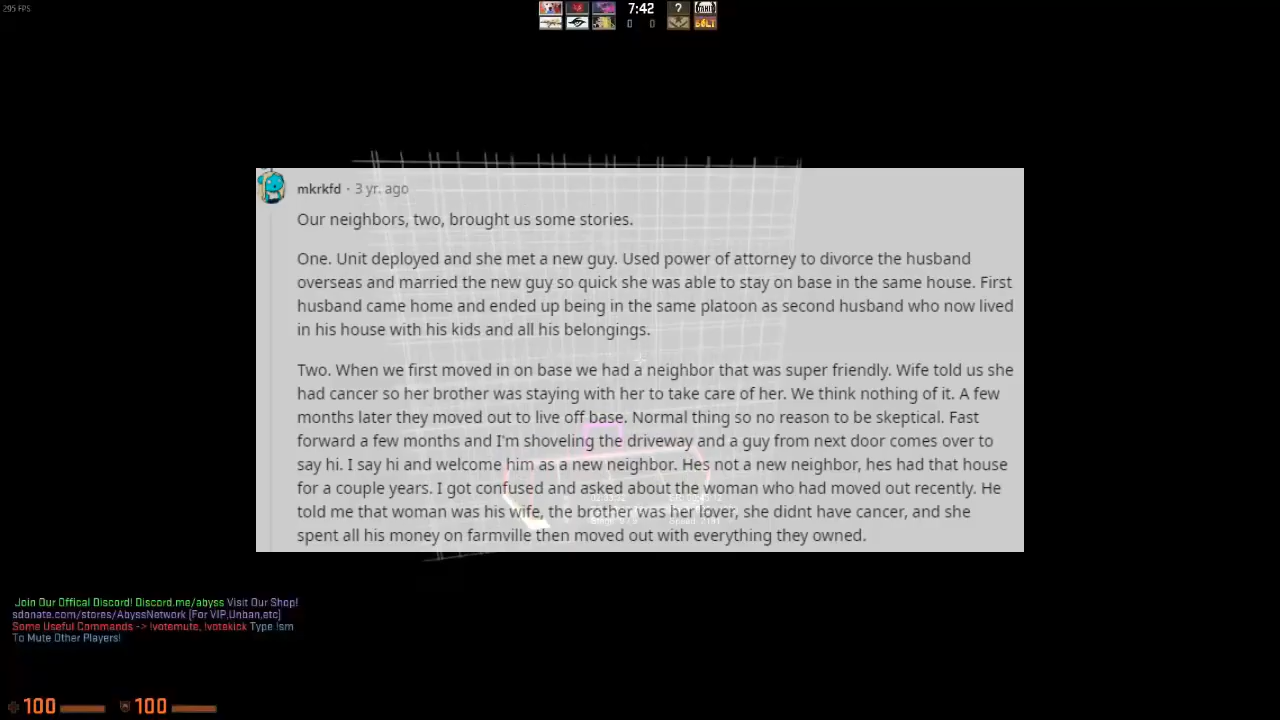 295 FPS
7:42
0 0
?
mkrkfd · 3 yr. ago
Our neighbors, two, brought us some stories.
One. Unit deployed and she met a new guy. Used power of attorney to divorce the husband
overseas and married the new guy so quick she was able to stay on base in the same house. First
husband came home and ended up being in the same platoon as second husband who now lived
in his house with his kids and all his belongings.
Two. When we first moved in on base we had a neighbor that was super friendly. Wife told us she
had cancer so her brother was staying with her to take care of her. We think nothing of it. A few
months later they moved out to live off base. Normal thing so no reason to be skeptical. Fast
forward a few months and I'm shoveling the driveway and a guy from next door comes over to
say hi. I say hi and welcome him as a new neighbor. Hes not a new neighbor, hes had that house
for a couple years. I got confused and asked about the woman who had moved out recently. He
told me that woman was his wife, the brother was her lover, she didnt have cancer, and she
spent all his money on farmville then moved out with everything they owned.
Join Our Offical Discord! Discord.me/abyss Visit Our Shop!
sdonate.com/stores/AbyssNetwork (For VIP,Unban,etc)
Some Useful Commands -> !votemute, !votekick Type !sm
To Mute Other Players!
100 100